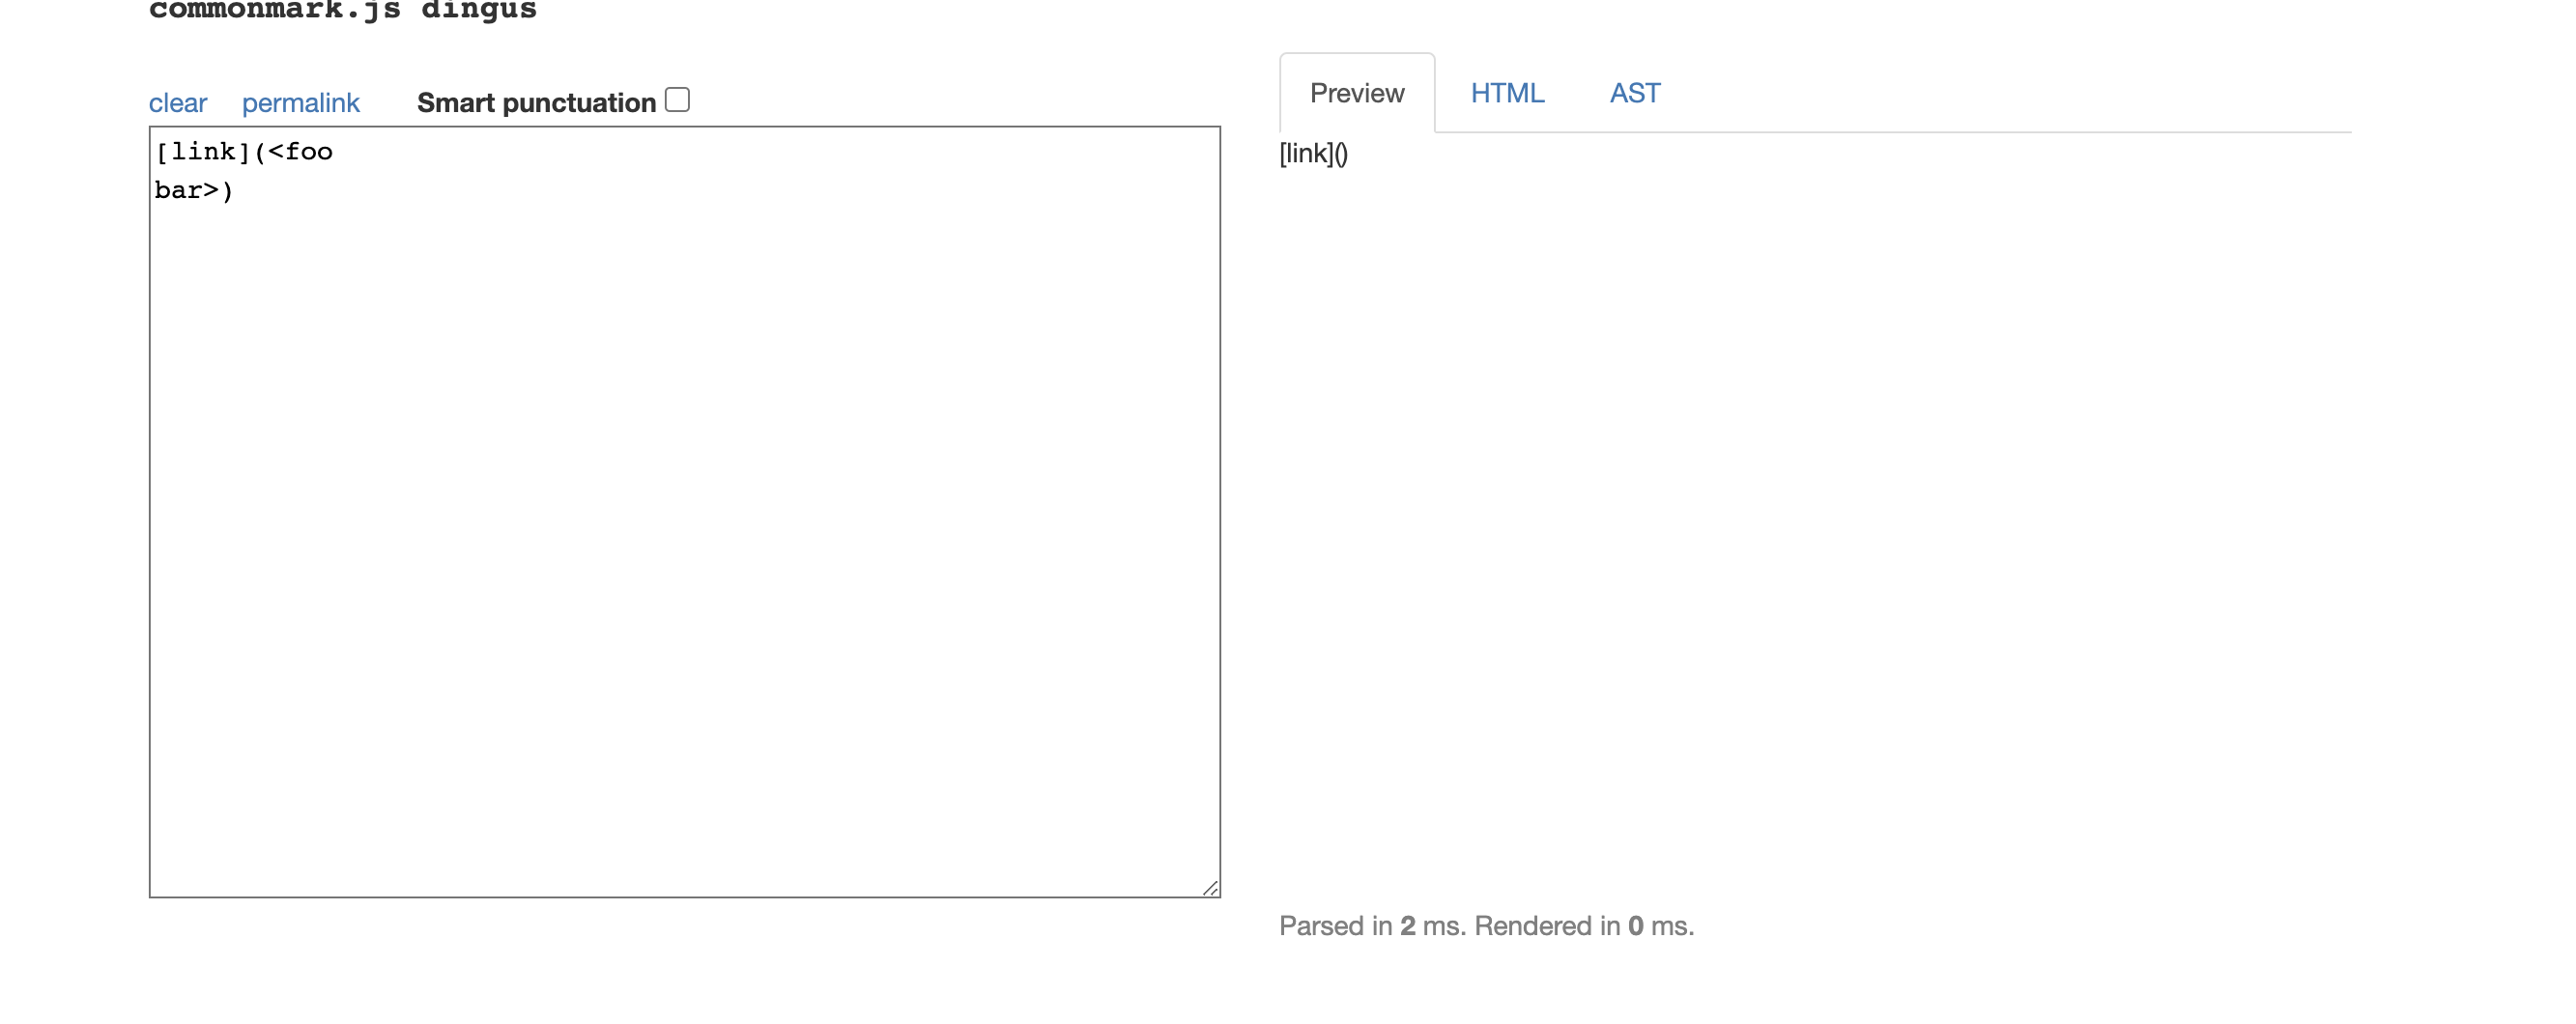 commonmark.js dingus
clear permalink Smart punctuation
[link](<foo
bar>)
Preview HTML AST
[link]()
Parsed in 2 ms. Rendered in 0 ms.